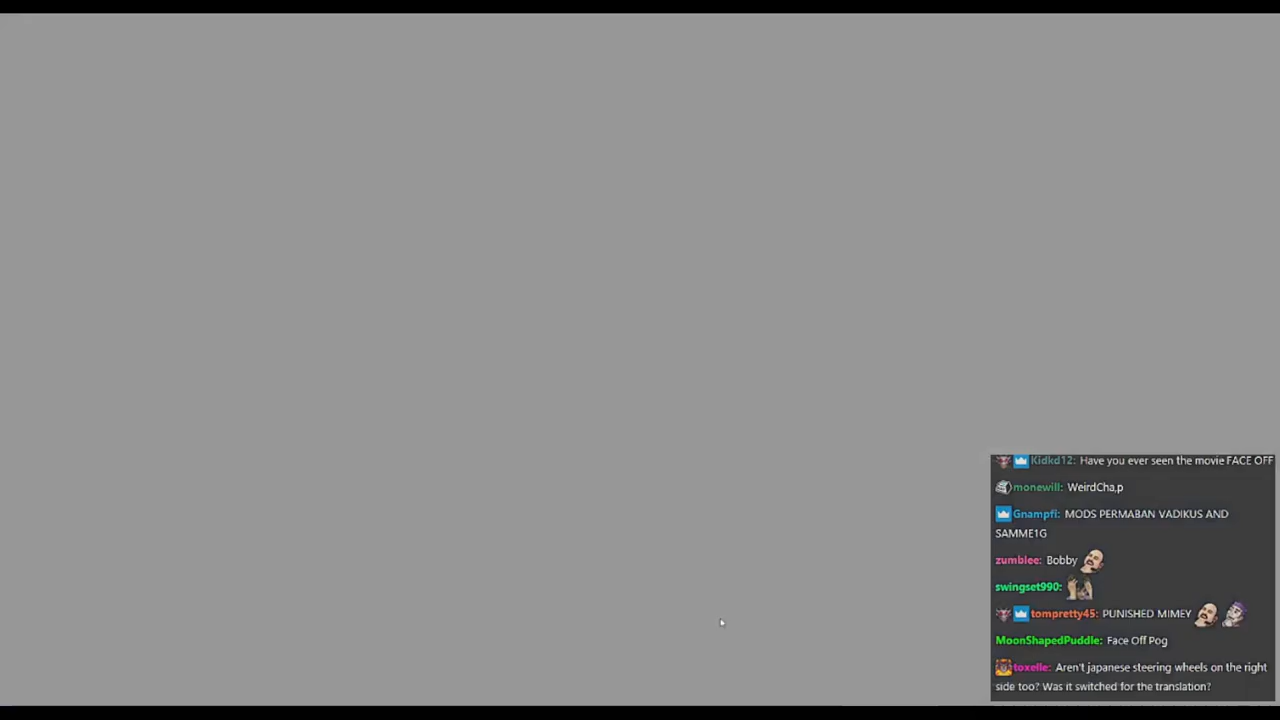 Kidkd12: Have you ever seen the movie FACE OFF
monewill: WeirdCha,p
Gnampfi: MODS PERMABAN VADIKUS AND
SAMME1G
zumblee: Bobby
swingset990:
tompretty45: PUNISHED MIMEY
MoonShapedPuddle: Face Off Pog
toxelle: Aren't japanese steering wheels on the right
side too? Was it switched for the translation?